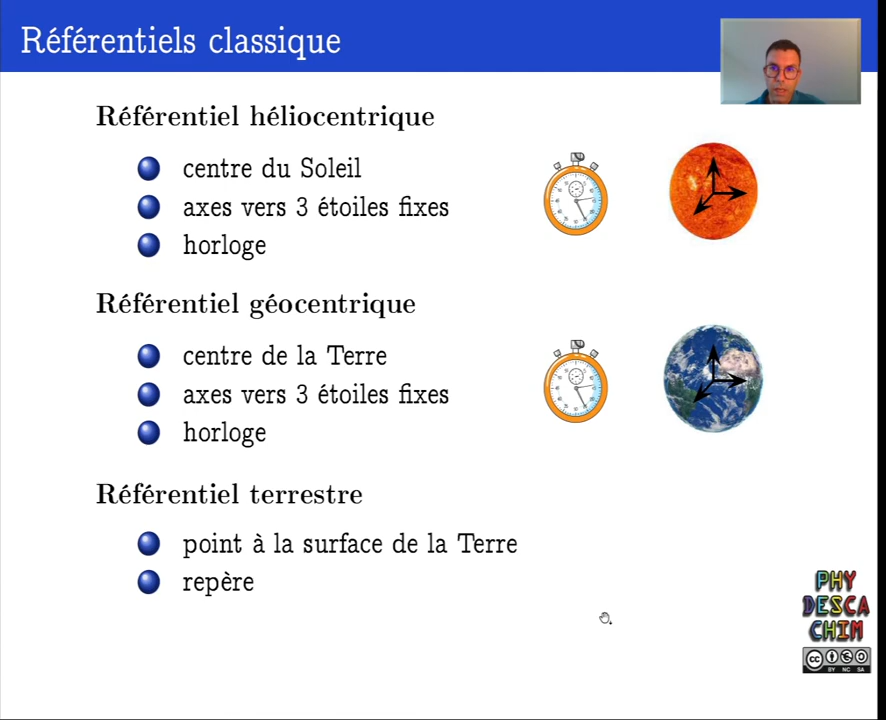 Référentiels classique
Référentiel héliocentrique
centre du Soleil
axes vers 3 étoiles fixes
horloge
Référentiel géocentrique
centre de la Terre
axes vers 3 étoiles fixes
horloge
Référentiel terrestre
point à la surface de la Terre
repère
PHY
DESCA
CHIM
CC
BY NC SA